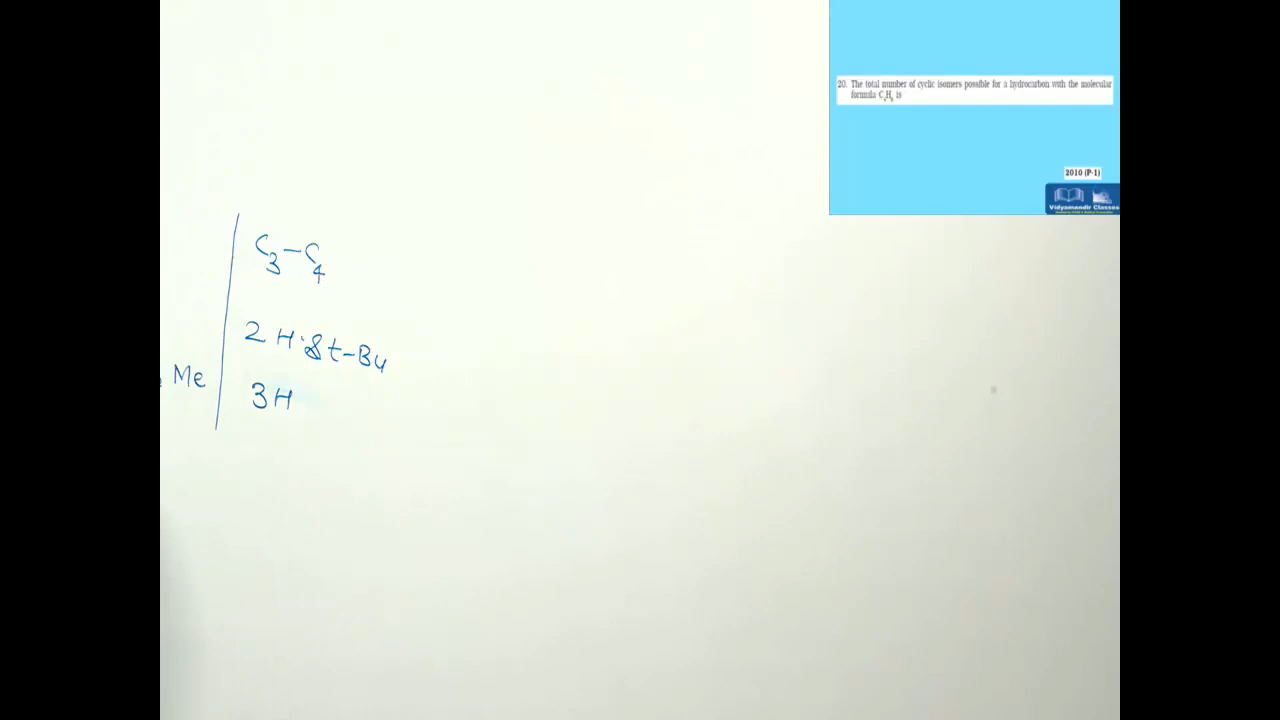 20. The total number of cyclic isomers possible for a hydrocarbon with the molecular
formula C₄H₆ is
2010 (P-1)
Vidyamandir Classes
C₃-C₄
2 H
t-Bu
Me
3H